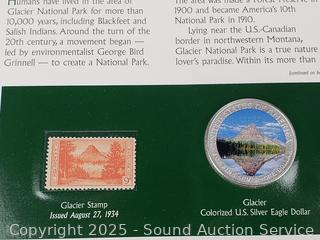 Humans have lived in the area of
Glacier National Park for more than
10,000 years, including Blackfeet and
Salish Indians. Around the turn of the
20th century, a movement began —
led by environmentalist George Bird
Grinnell — to create a National Park.
The area was made a Forest Reserve in
1900 and became America's 10th
National Park in 1910.
Lying near the U.S.-Canadian
border in northwestern Montana,
Glacier National Park is a true nature
lover's paradise. Within its more than
(continued on b
Glacier Stamp
Issued August 27, 1934
Glacier
Colorized U.S. Silver Eagle Dollar
Copyright 2025 - Sound Auction Service